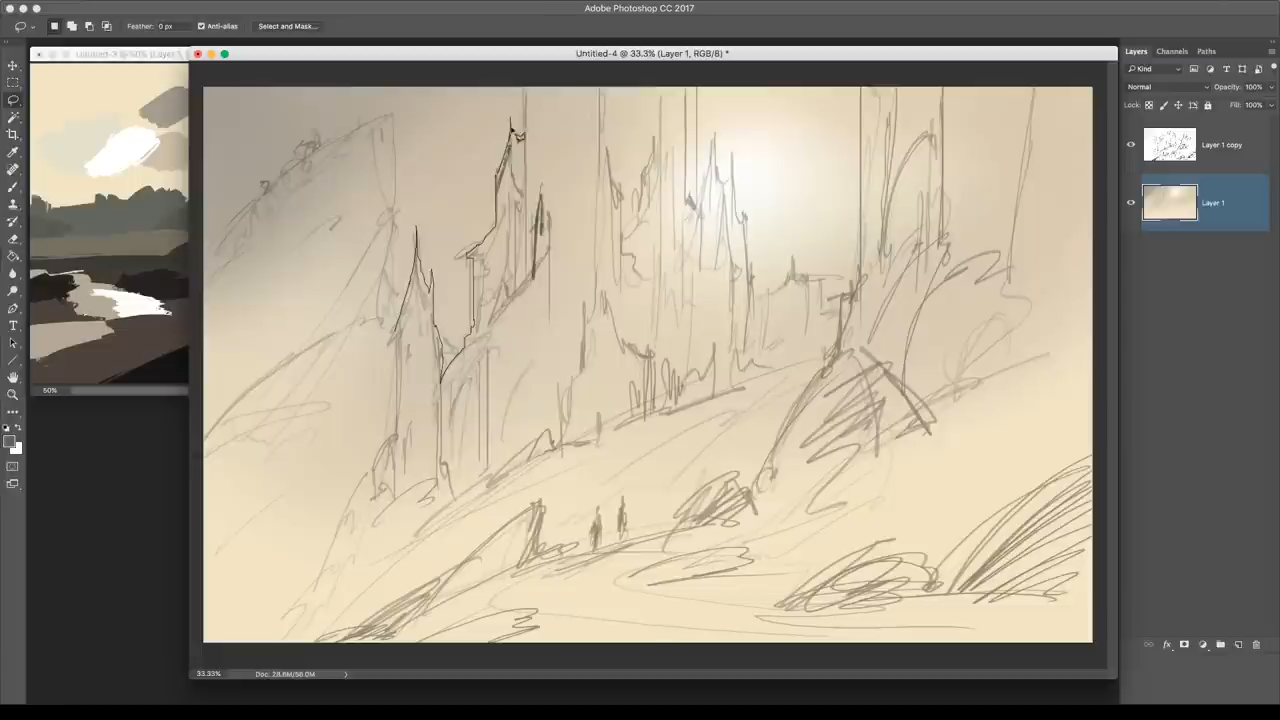 Adobe Photoshop CC 2017
Feather: 0 px
Anti-alias
Select and Mask...
Untitled-4 @ 33.3% (Layer 1, RGB/8) *
Layers
Channels
Paths
Kind
Normal
Opacity: 100%
Lock:
Fill: 100%
Layer 1 copy
Layer 1
50%
33.33%
Doc: 28.6M/56.0M